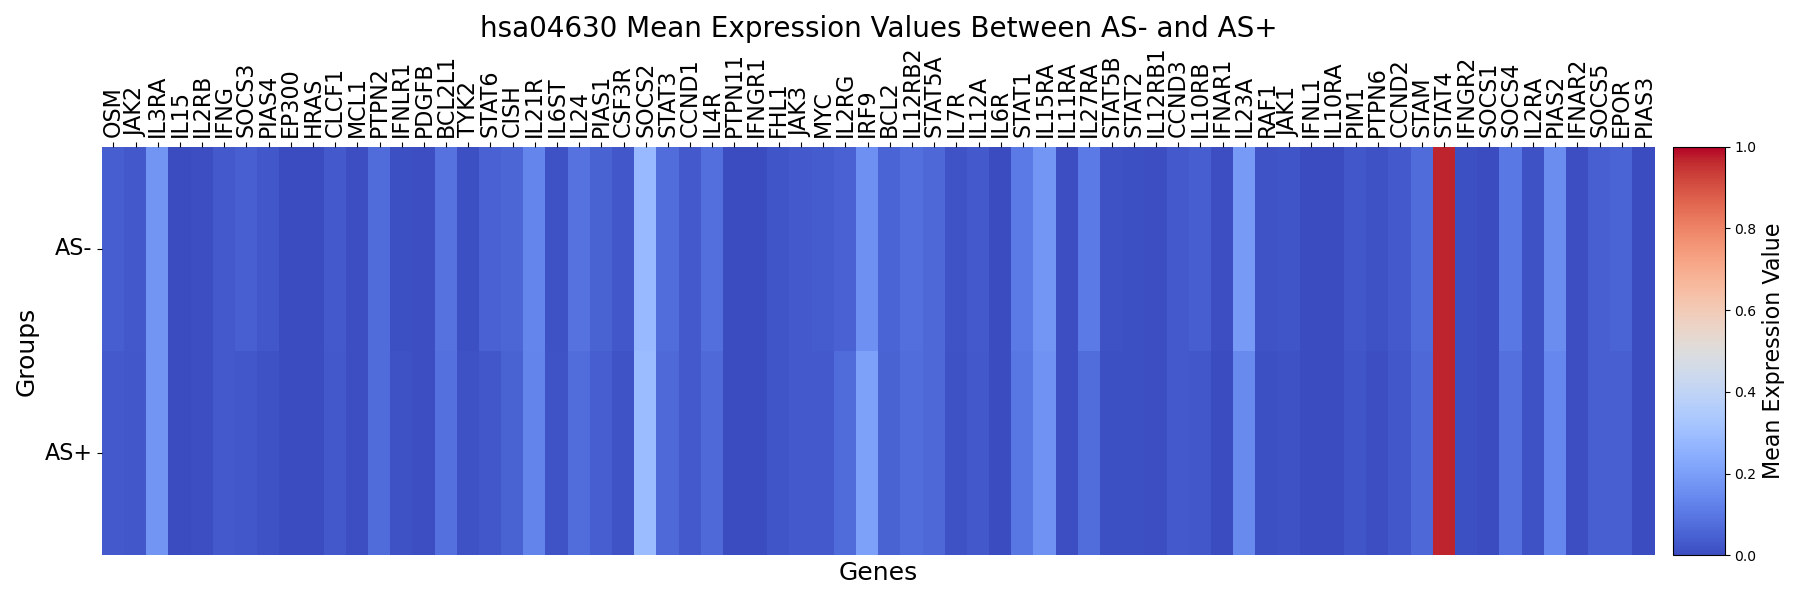 hsa04630 Mean Expression Values Between AS- and AS+
OSM
JAK2
IL3RA
IL15
IL2RB
IFNG
SOCS3
PIAS4
EP300
HRAS
CLCF1
MCL1
PTPN2
IFNLR1
PDGFB
BCL2L1
TYK2
STAT6
CISH
IL21R
IL6ST
IL24
PIAS1
CSF3R
SOCS2
STAT3
CCND1
IL4R
PTPN11
IFNGR1
FHL1
JAK3
MYC
IL2RG
IRF9
BCL2
IL12RB2
STAT5A
IL7R
IL12A
IL6R
STAT1
IL15RA
IL11RA
IL27RA
STAT5B
STAT2
IL12RB1
CCND3
IL10RB
IFNAR1
IL23A
RAF1
JAK1
IFNL1
IL10RA
PIM1
PTPN6
CCND2
STAM
STAT4
IFNGR2
SOCS1
SOCS4
IL2RA
PIAS2
IFNAR2
SOCS5
EPOR
PIAS3
Groups
AS-
AS+
Genes
1.0
0.8
0.6
0.4
0.2
0.0
Mean Expression Value